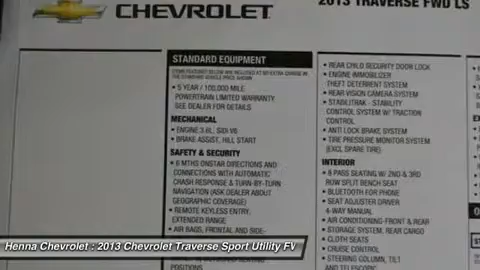 CHEVROLET
2013 TRAVERSE FWD LS
STANDARD EQUIPMENT
• 5 YEAR / 100,000 MILE
POWERTRAIN LIMITED WARRANTY
SEE DEALER FOR DETAILS
MECHANICAL
• ENGINE, 3.6L, SIDI V6
• BRAKE ASSIST, HILL START
SAFETY & SECURITY
• 6 MTHS ONSTAR DIRECTIONS AND
CONNECTIONS WITH AUTOMATIC
CRASH RESPONSE & TURN-BY-TURN
NAVIGATION (ASK DEALER ABOUT
GEOGRAPHIC COVERAGE)
• REMOTE KEYLESS ENTRY,
EXTENDED RANGE
• AIR BAGS, FRONTAL AND SIDE-
POSITIONS
• REAR CHILD SECURITY DOOR LOCK
• ENGINE IMMOBILIZER
THEFT DETERRENT SYSTEM
• REAR VISION CAMERA SYSTEM
• STABILITRAK - STABILITY
CONTROL SYSTEM W/ TRACTION
CONTROL
• ANTI LOCK BRAKE SYSTEM
• TIRE PRESSURE MONITOR SYSTEM
(EXCL SPARE TIRE)
INTERIOR
• 8 PASS SEATING W/ 2ND & 3RD
ROW SPLIT BENCH SEAT
• BLUETOOTH FOR PHONE
• SEAT ADJUSTER DRIVER
4-WAY MANUAL
• AIR CONDITIONING-FRONT & REAR
• STORAGE SYSTEM, REAR CARGO
• CLOTH SEATS
• CRUISE CONTROL
• STEERING COLUMN, TILT
AND TELESCOPIC
Henna Chevrolet : 2013 Chevrolet Traverse Sport Utility FV